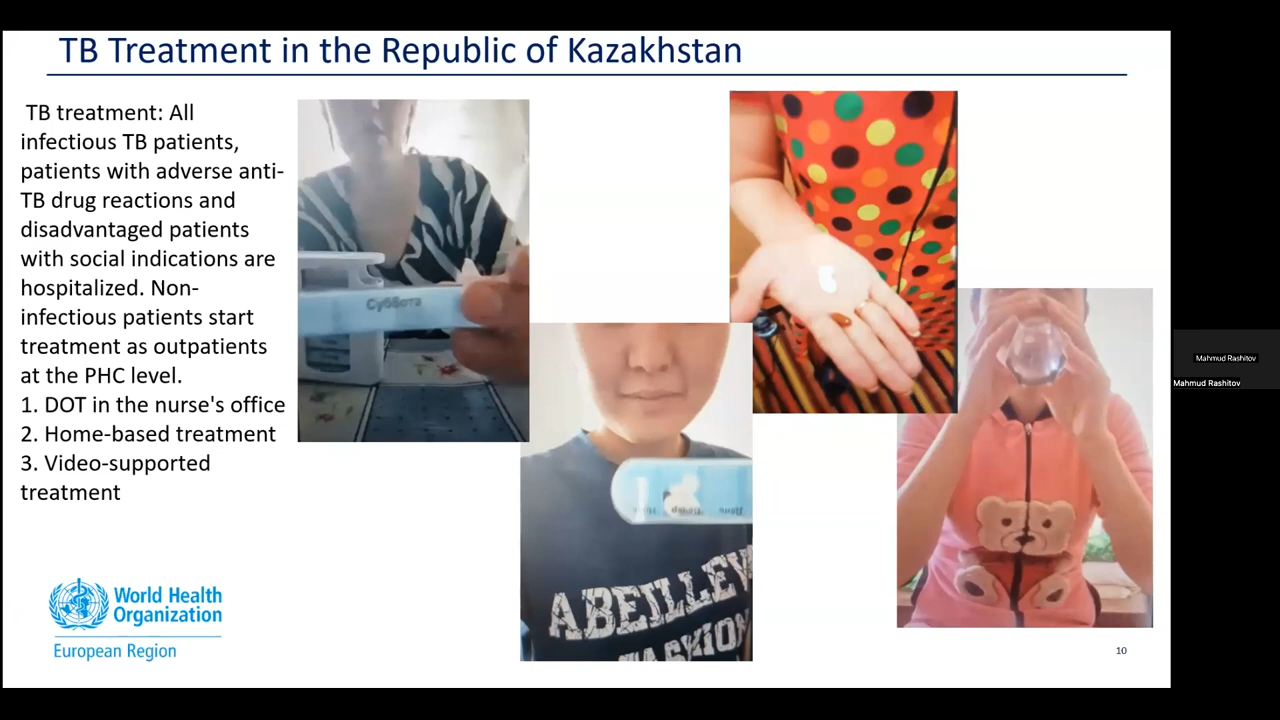 TB Treatment in the Republic of Kazakhstan
TB treatment: All
infectious TB patients,
patients with adverse anti-
TB drug reactions and
disadvantaged patients
with social indications are
hospitalized. Non-
infectious patients start
treatment as outpatients
at the PHC level.
1. DOT in the nurse's office
2. Home-based treatment
3. Video-supported
treatment
Суббота
ABEILLEY
FASHION
World Health
Organization
European Region
10
Mahmud Rashitov
Mahmud Rashitov